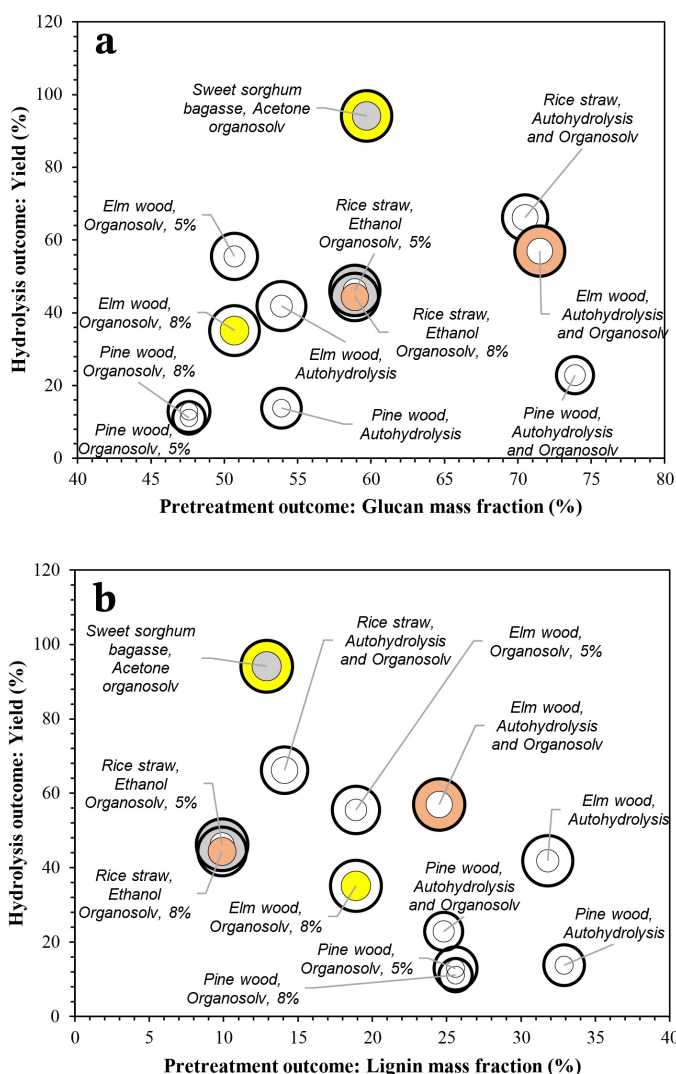 a
120
100
80
60
40
20
0
Hydrolysis outcome: Yield (%)
Sweet sorghum
bagasse, Acetone
organosolv
Rice straw,
Autohydrolysis
and Organosolv
Elm wood,
Organosolv, 5%
Rice straw,
Ethanol
Organosolv, 5%
Elm wood,
Organosolv, 8%
Elm wood,
Autohydrolysis
and Organosolv
Rice straw,
Ethanol
Organosolv, 8%
Pine wood,
Organosolv, 8%
Elm wood,
Autohydrolysis
Pine wood,
Organosolv, 5%
Pine wood,
Autohydrolysis
Pine wood,
Autohydrolysis
and Organosolv
40 45 50 55 60 65 70 75 80
Pretreatment outcome: Glucan mass fraction (%)
b
120
100
80
60
40
20
0
Hydrolysis outcome: Yield (%)
Sweet sorghum
bagasse,
Acetone
organosolv
Rice straw,
Autohydrolysis
and Organosolv
Elm wood,
Organosolv, 5%
Elm wood,
Autohydrolysis
and Organosolv
Rice straw,
Ethanol
Organosolv, 5%
Elm wood,
Autohydrolysis
Rice straw,
Ethanol
Organosolv, 8%
Elm wood,
Organosolv, 8%
Pine wood,
Autohydrolysis
and Organosolv
Pine wood,
Autohydrolysis
Pine wood,
Organosolv, 5%
Pine wood,
Organosolv, 8%
0 5 10 15 20 25 30 35 40
Pretreatment outcome: Lignin mass fraction (%)